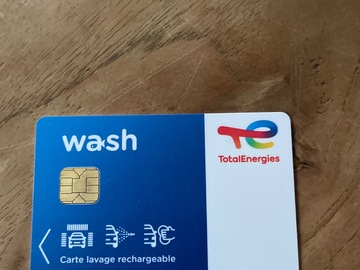 wash
TotalEnergies
Carte lavage rechargeable